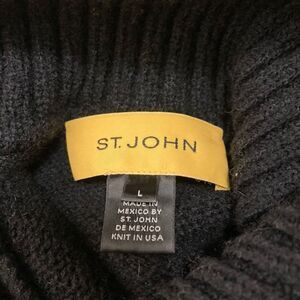 ST. JOHN
L
MADE IN
MEXICO BY
ST. JOHN
DE MEXICO
KNIT IN USA